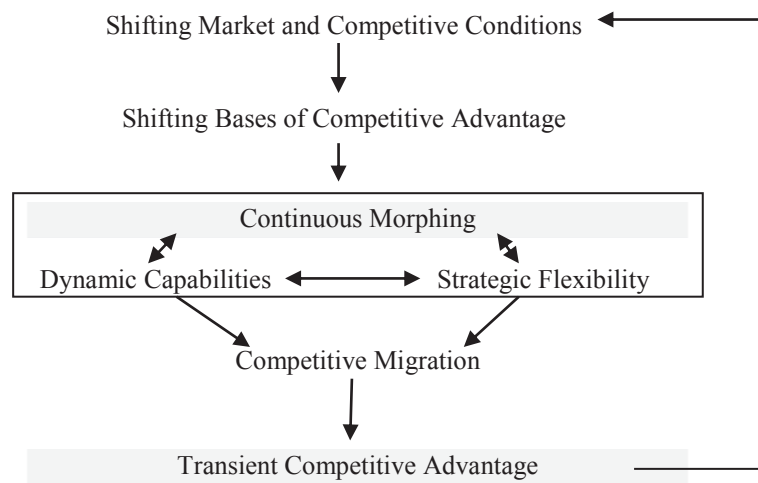 Shifting Market and Competitive Conditions
Shifting Bases of Competitive Advantage
Continuous Morphing
Dynamic Capabilities
Strategic Flexibility
Competitive Migration
Transient Competitive Advantage